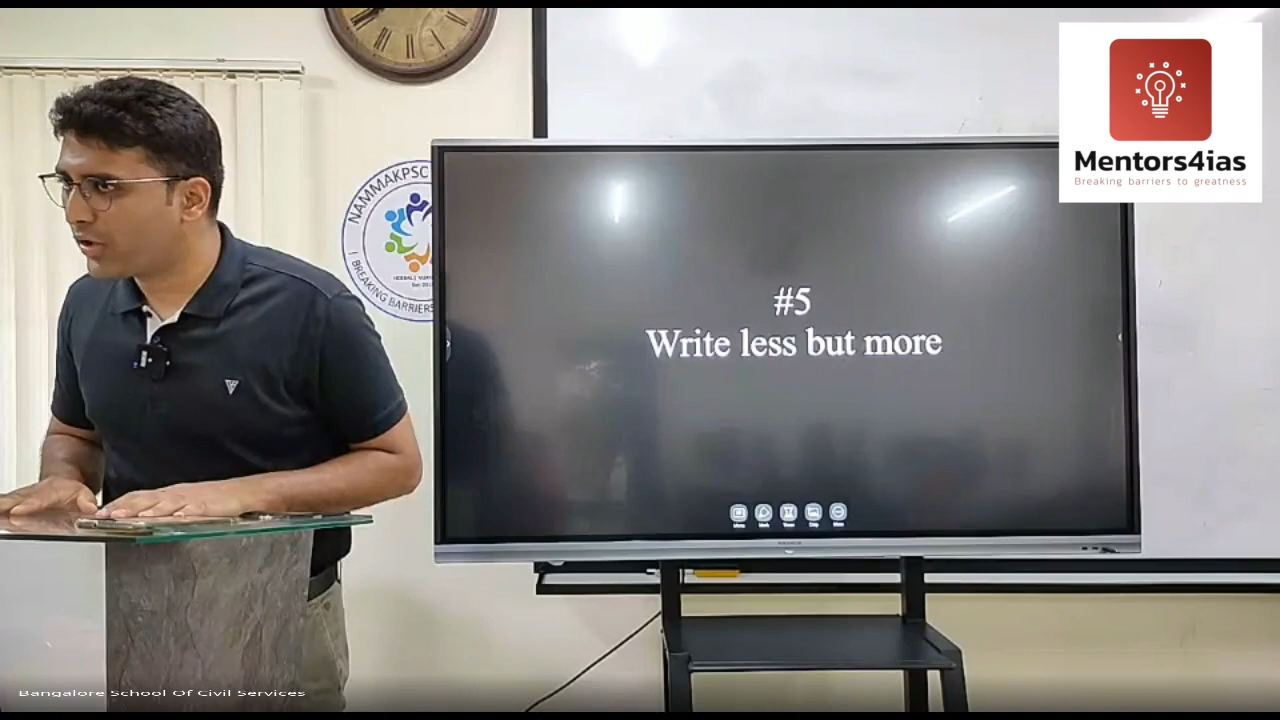 Mentors4ias
Breaking barriers to greatness
NAMMAKPSC
BREAKING BARRIERS
#5
Write less but more
Bangalore School Of Civil Services